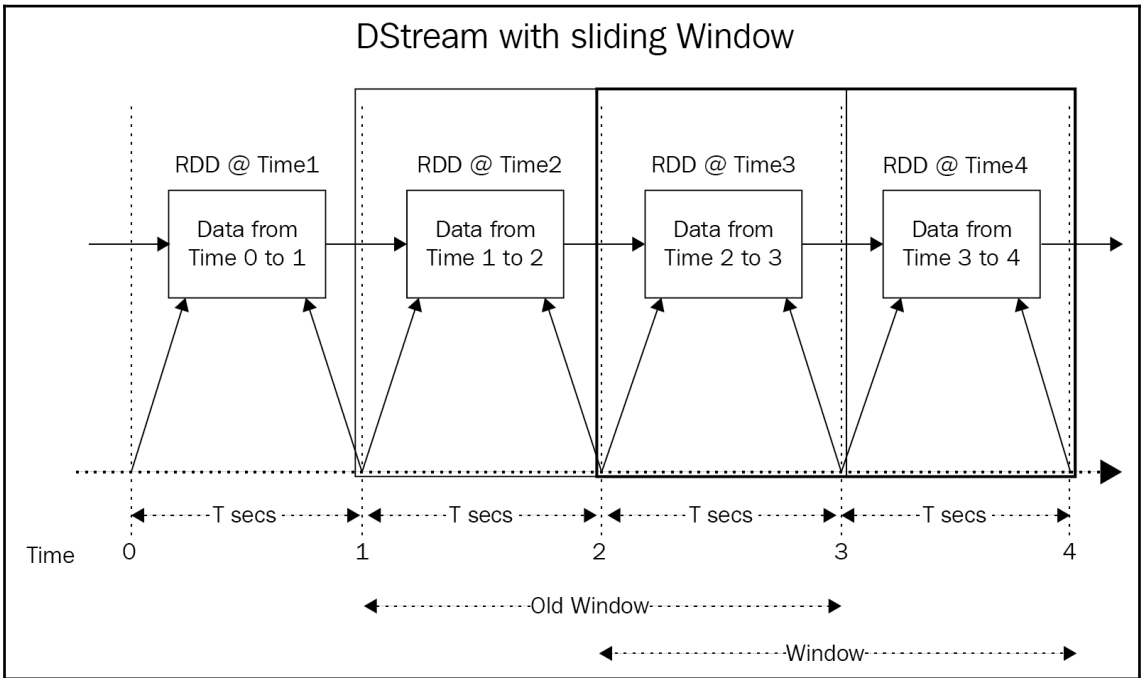 DStream with sliding Window
RDD @ Time1
RDD @ Time2
RDD @ Time3
RDD @ Time4
Data from
Time 0 to 1
Data from
Time 1 to 2
Data from
Time 2 to 3
Data from
Time 3 to 4
T secs
T secs
T secs
T secs
Time
0
1
2
3
4
Old Window
Window